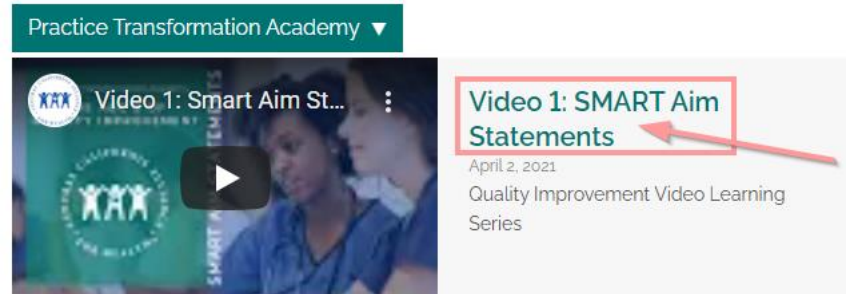 Practice Transformation Academy ▼
Video 1: Smart Aim St...
SMART AIM STATEMENTS
Video 1: SMART Aim
Statements
April 2, 2021
Quality Improvement Video Learning
Series